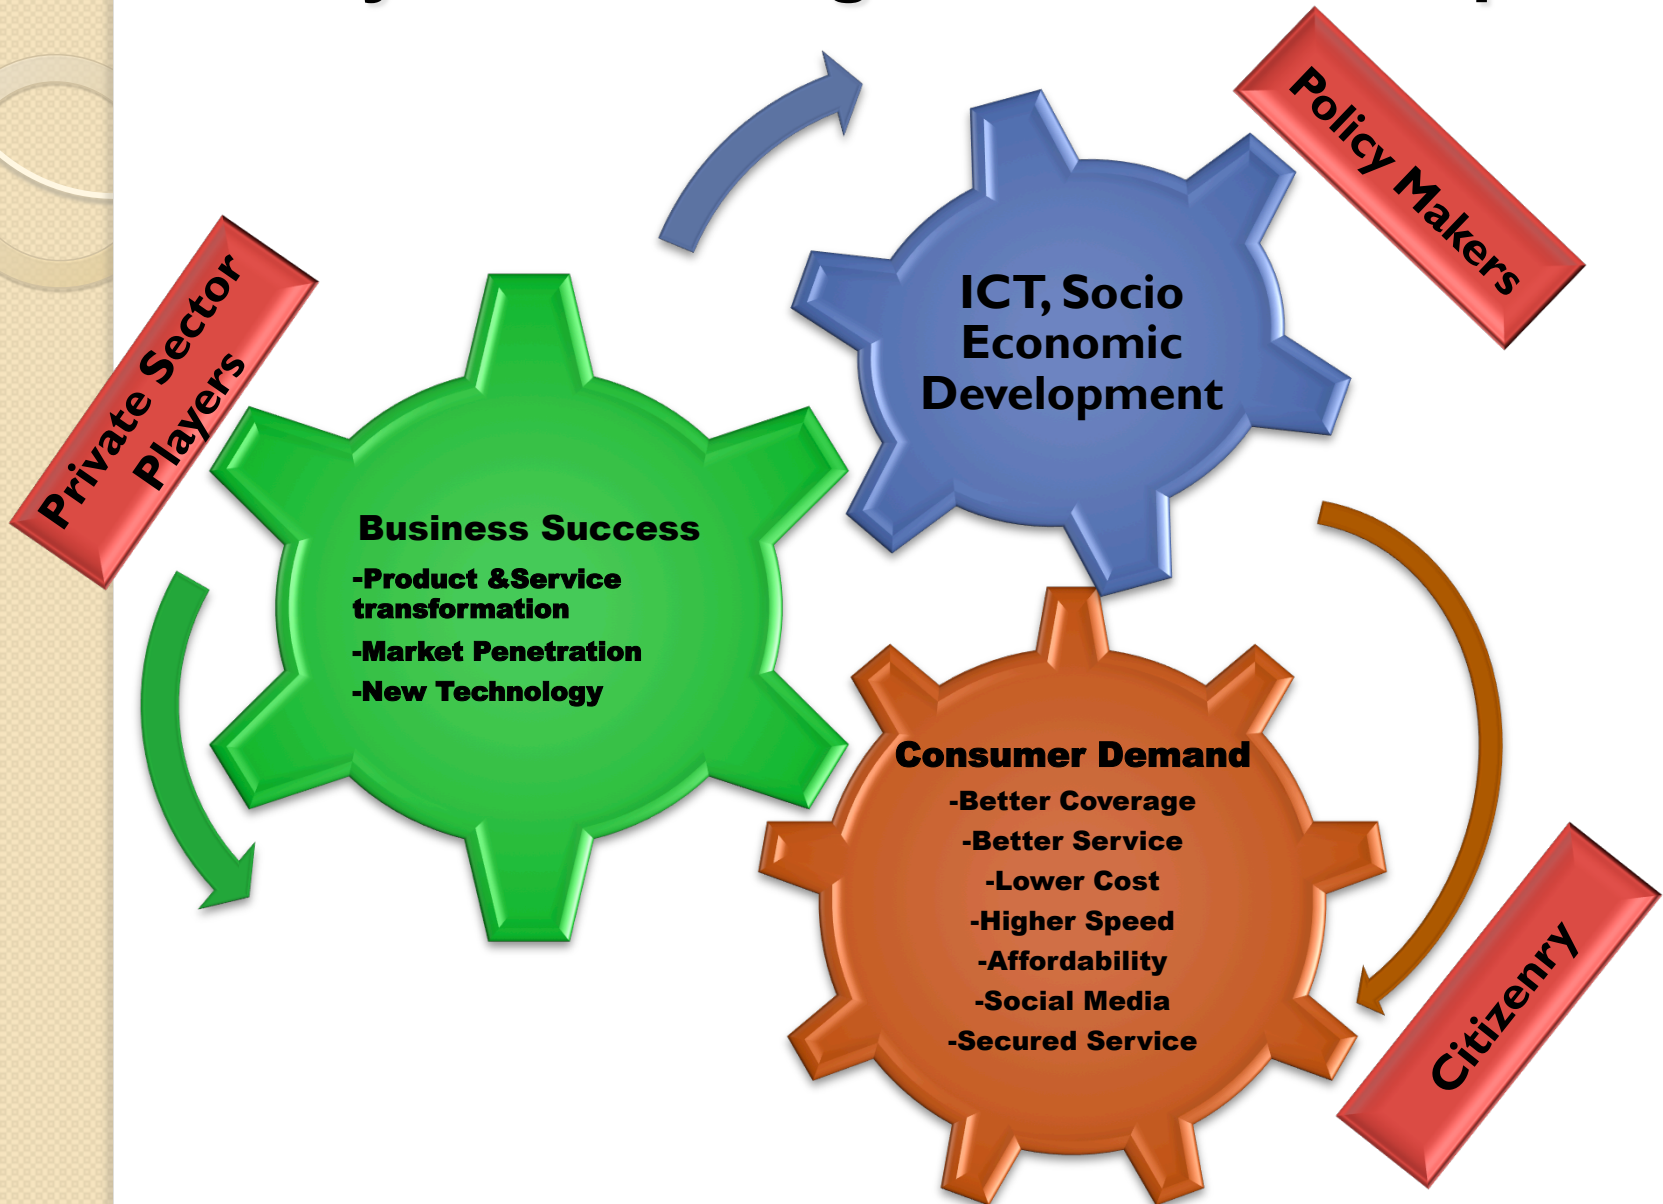 Policy Makers
Private Sector
Players
ICT, Socio
Economic
Development
Business Success
-Product &Service
transformation
-Market Penetration
-New Technology
Consumer Demand
-Better Coverage
-Better Service
-Lower Cost
-Higher Speed
-Affordability
-Social Media
-Secured Service
Citizenry